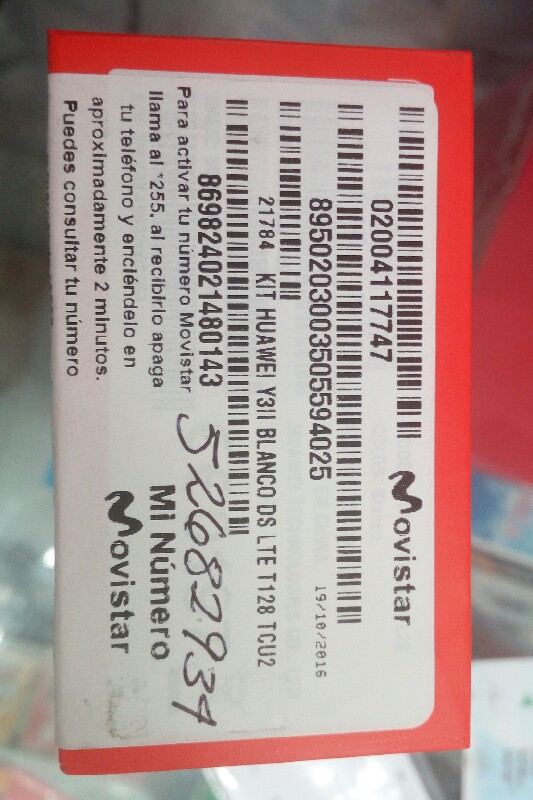 Movistar
02004117747
8950203003505594025
19/10/2016
21784 KIT HUAWEI Y3II BLANCO DS LTE T128 TCU2
869824021480143
Para activar tu número Movistar
llama al *255, al recibirlo apaga
tu teléfono y enciéndelo en
aproximadamente 2 minutos.
Puedes consultar tu número
52682934
Mi Número
Movistar